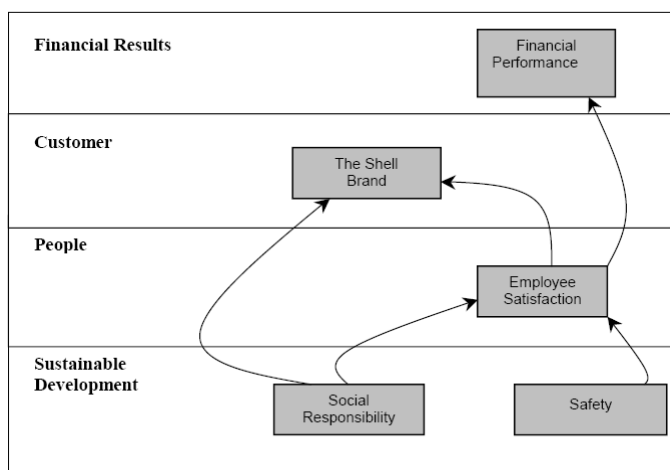 Financial Results
Financial
Performance
Customer
The Shell
Brand
People
Employee
Satisfaction
Sustainable
Development
Social
Responsibility
Safety